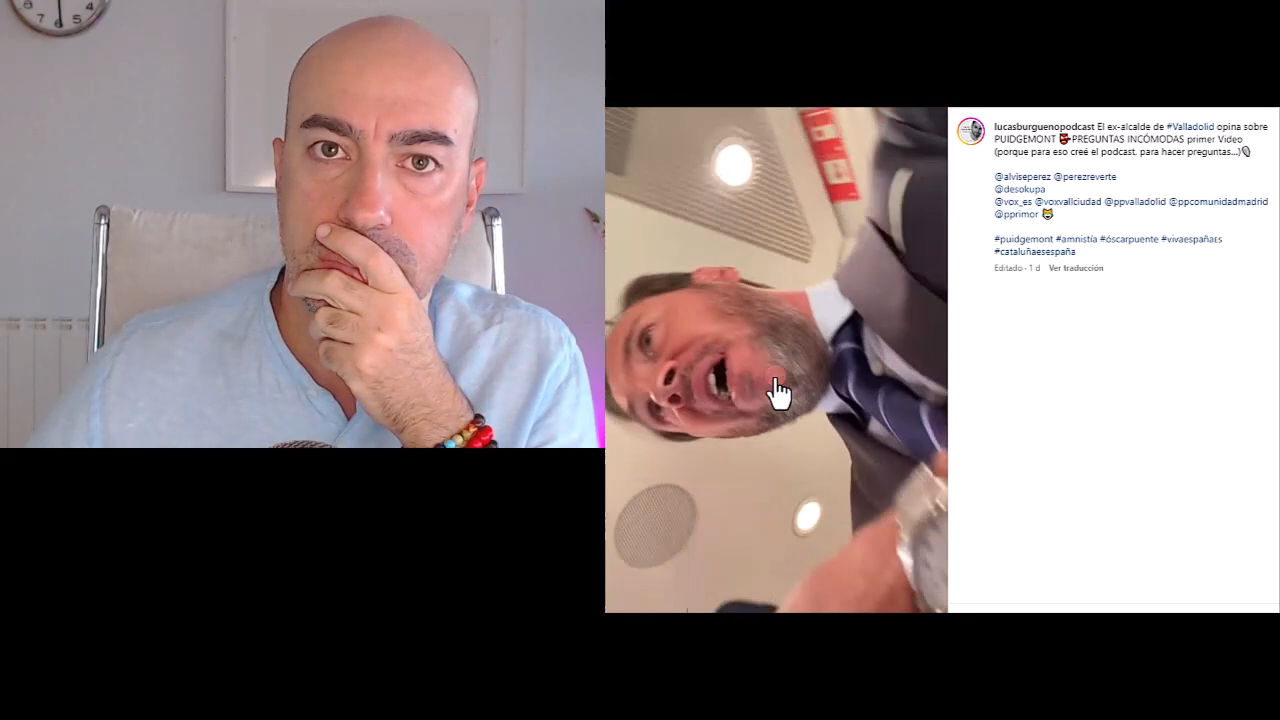 lucasburguenopodcast El ex-alcalde de #Valladolid opina sobre
PUIDGEMONT 👺PREGUNTAS INCÓMODAS primer Video
(porque para eso creé el podcast, para hacer preguntas...)🎙
@alviseperez @perezreverte
@desokupa
@vox_es @voxvallciudad @ppvalladolid @ppcomunidadmadrid
@pprimor 😼
#puidgemont #amnistía #óscarpuente #vivaespaña🇪🇸
#cataluñaesespaña
Editado · 1 d Ver traducción